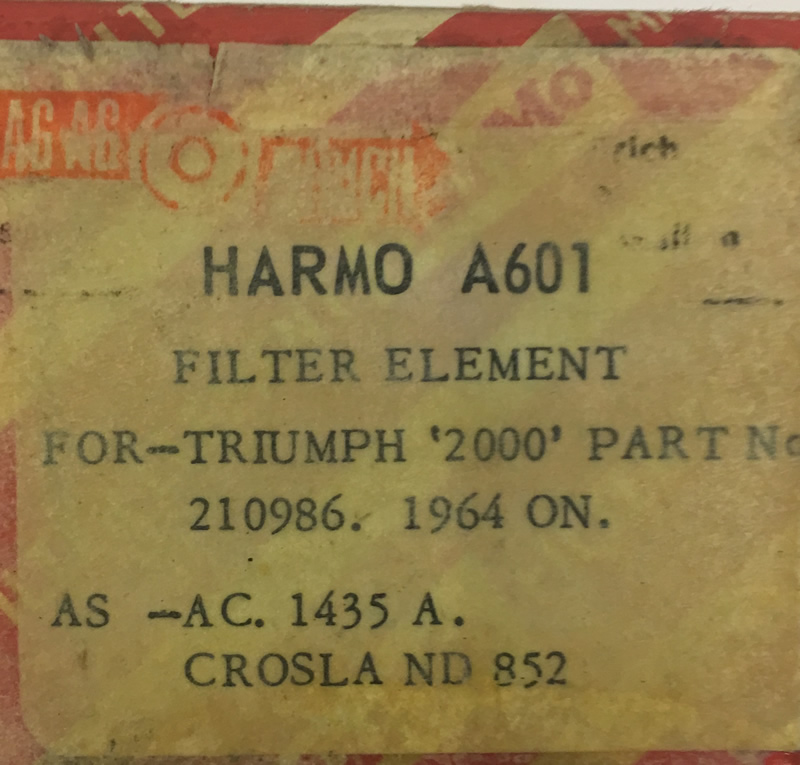 HARMO A601
FILTER ELEMENT
FOR-TRIUMPH '2000' PART No
210986. 1964 ON.
AS -AC. 1435 A.
CROSLAND 852